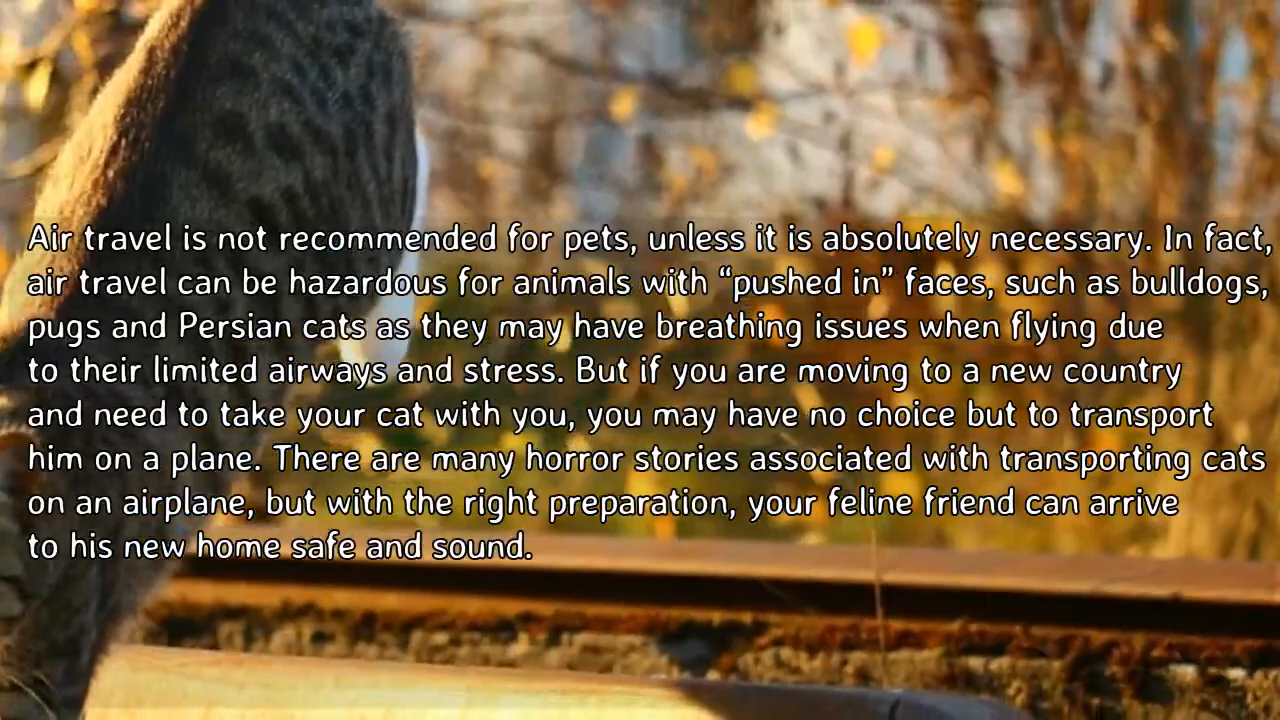 Air travel is not recommended for pets, unless it is absolutely necessary. In fact,
air travel can be hazardous for animals with “pushed in” faces, such as bulldogs,
pugs and Persian cats as they may have breathing issues when flying due
to their limited airways and stress. But if you are moving to a new country
and need to take your cat with you, you may have no choice but to transport
him on a plane. There are many horror stories associated with transporting cats
on an airplane, but with the right preparation, your feline friend can arrive
to his new home safe and sound.